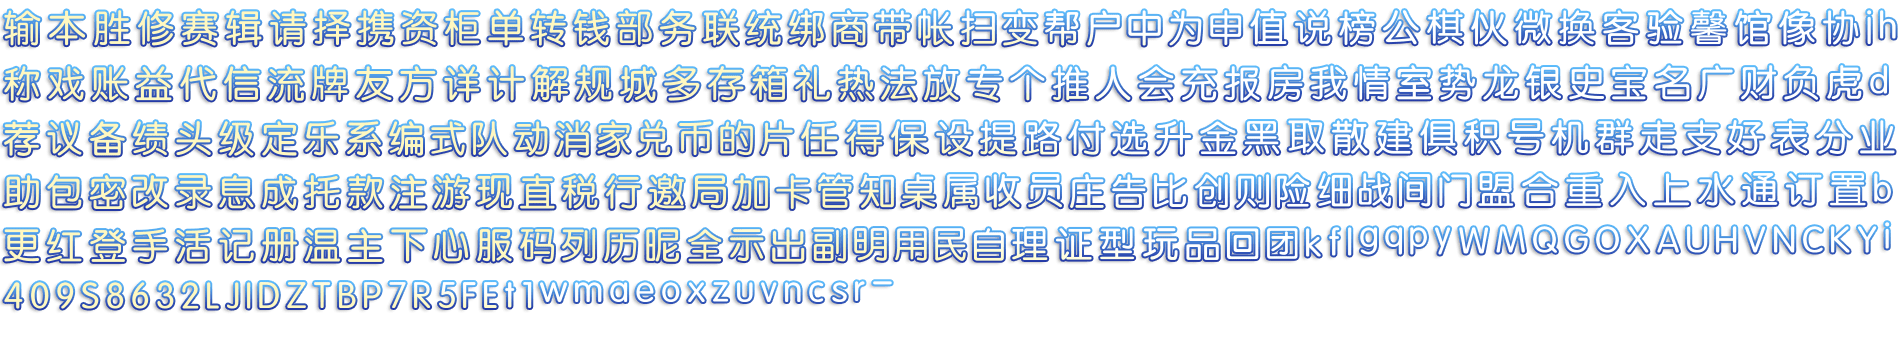 输本胜修赛辑请择携资柜单转钱部务联统绑商带帐扫变帮户中为申值说榜公棋伙微换客验馨馆像协jh
称戏账益代信流牌友方详计解规城多存箱礼热法放专个推人会充报房我情室势龙银史宝名广财负虎d
荐议备绩头级定乐系编式队动消家兑币的片任得保设提路付选升金黑取散建俱积号机群走支好表分业
助包密改录息成托款注游现直税行邀局加卡管知桌属收员庄告比创则险细战间门盟合重入上水通订置b
更红登手活记册温主下心服码列历昵全示出副明用民自理证型玩品回团kflgqpyWMQGOXAUHVNCKYi
409S8632LJIDZTBP7R5FEt1wmaeoxzuvncsr-